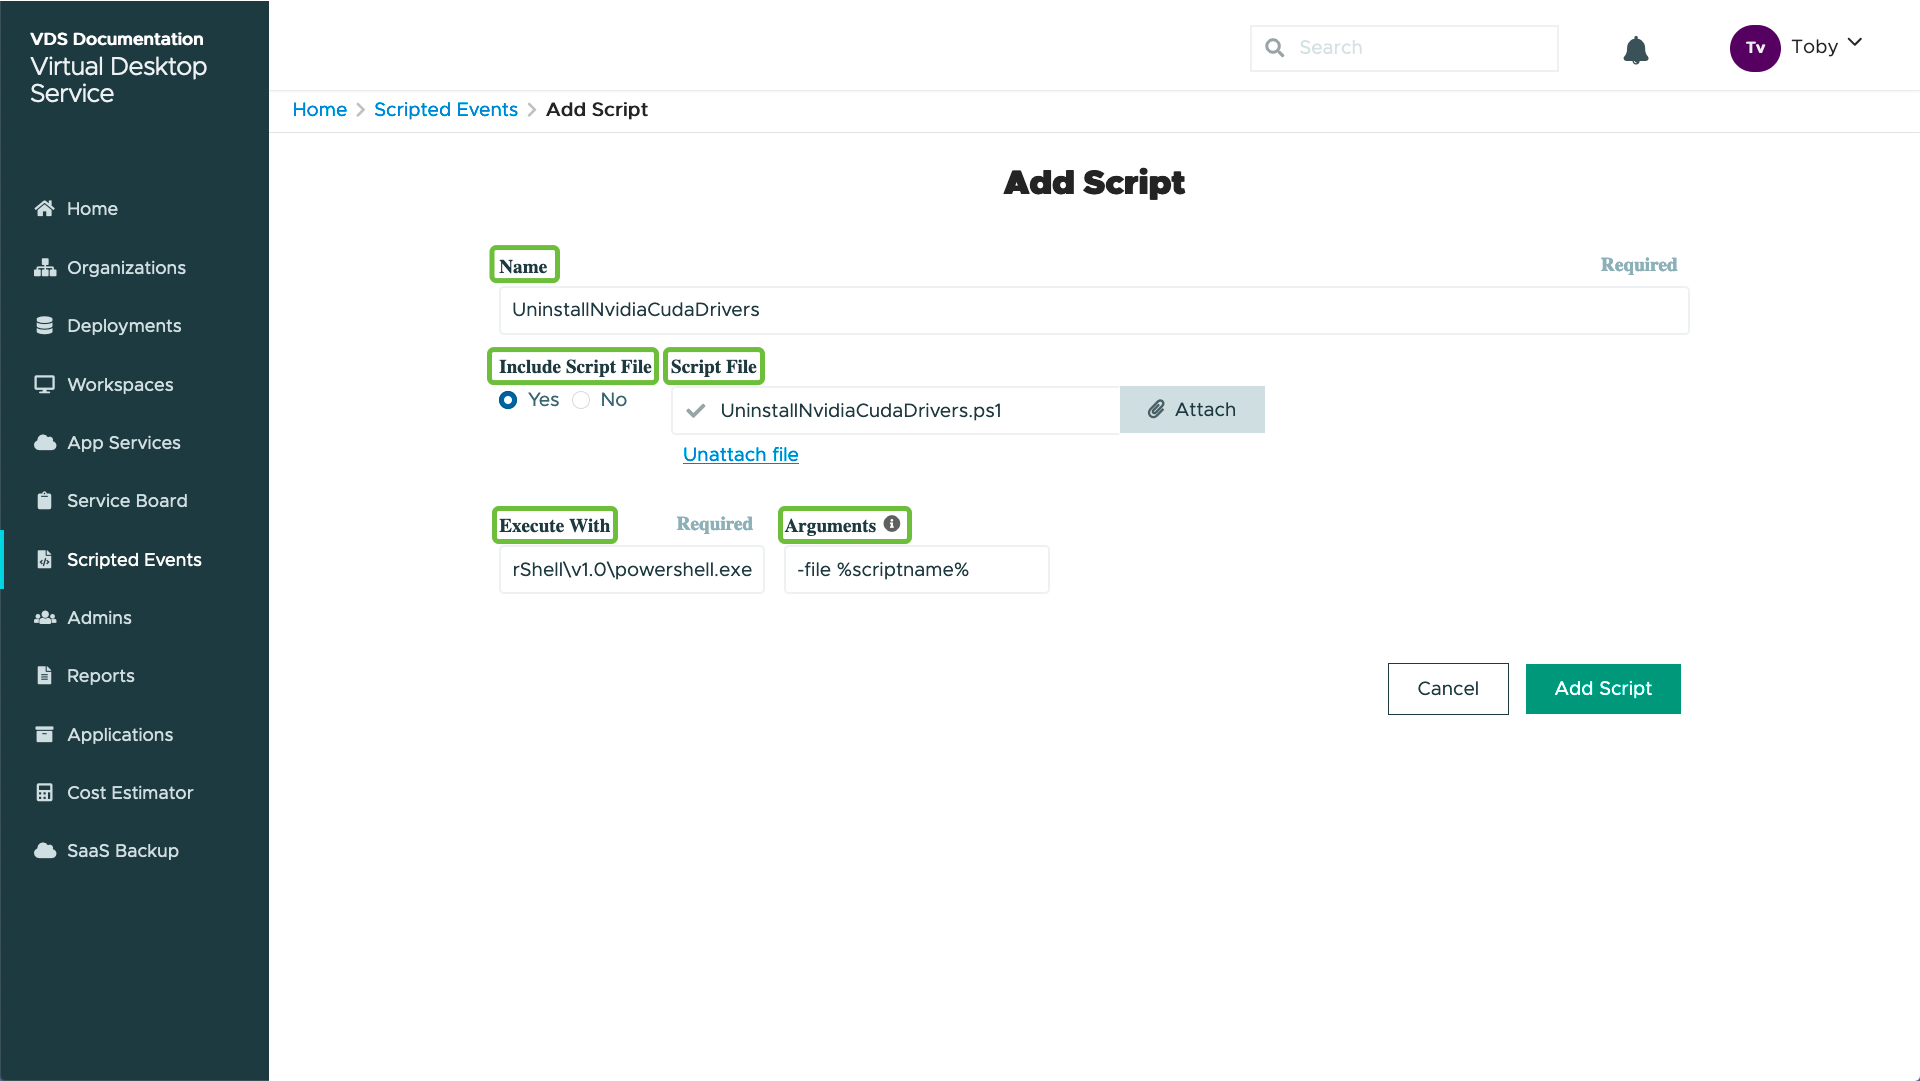 VDS Documentation
Virtual Desktop
Service
Search
Tv
Toby
Home
Scripted Events
Add Script
Home
Organizations
Deployments
Workspaces
App Services
Service Board
Scripted Events
Admins
Reports
Applications
Cost Estimator
SaaS Backup
Add Script
Name
Required
UninstallNvidiaCudaDrivers
Include Script File
Script File
Yes
No
UninstallNvidiaCudaDrivers.ps1
Attach
Unattach file
Execute With
Required
Arguments
rShell\v1.0\powershell.exe
-file %scriptname%
Cancel
Add Script